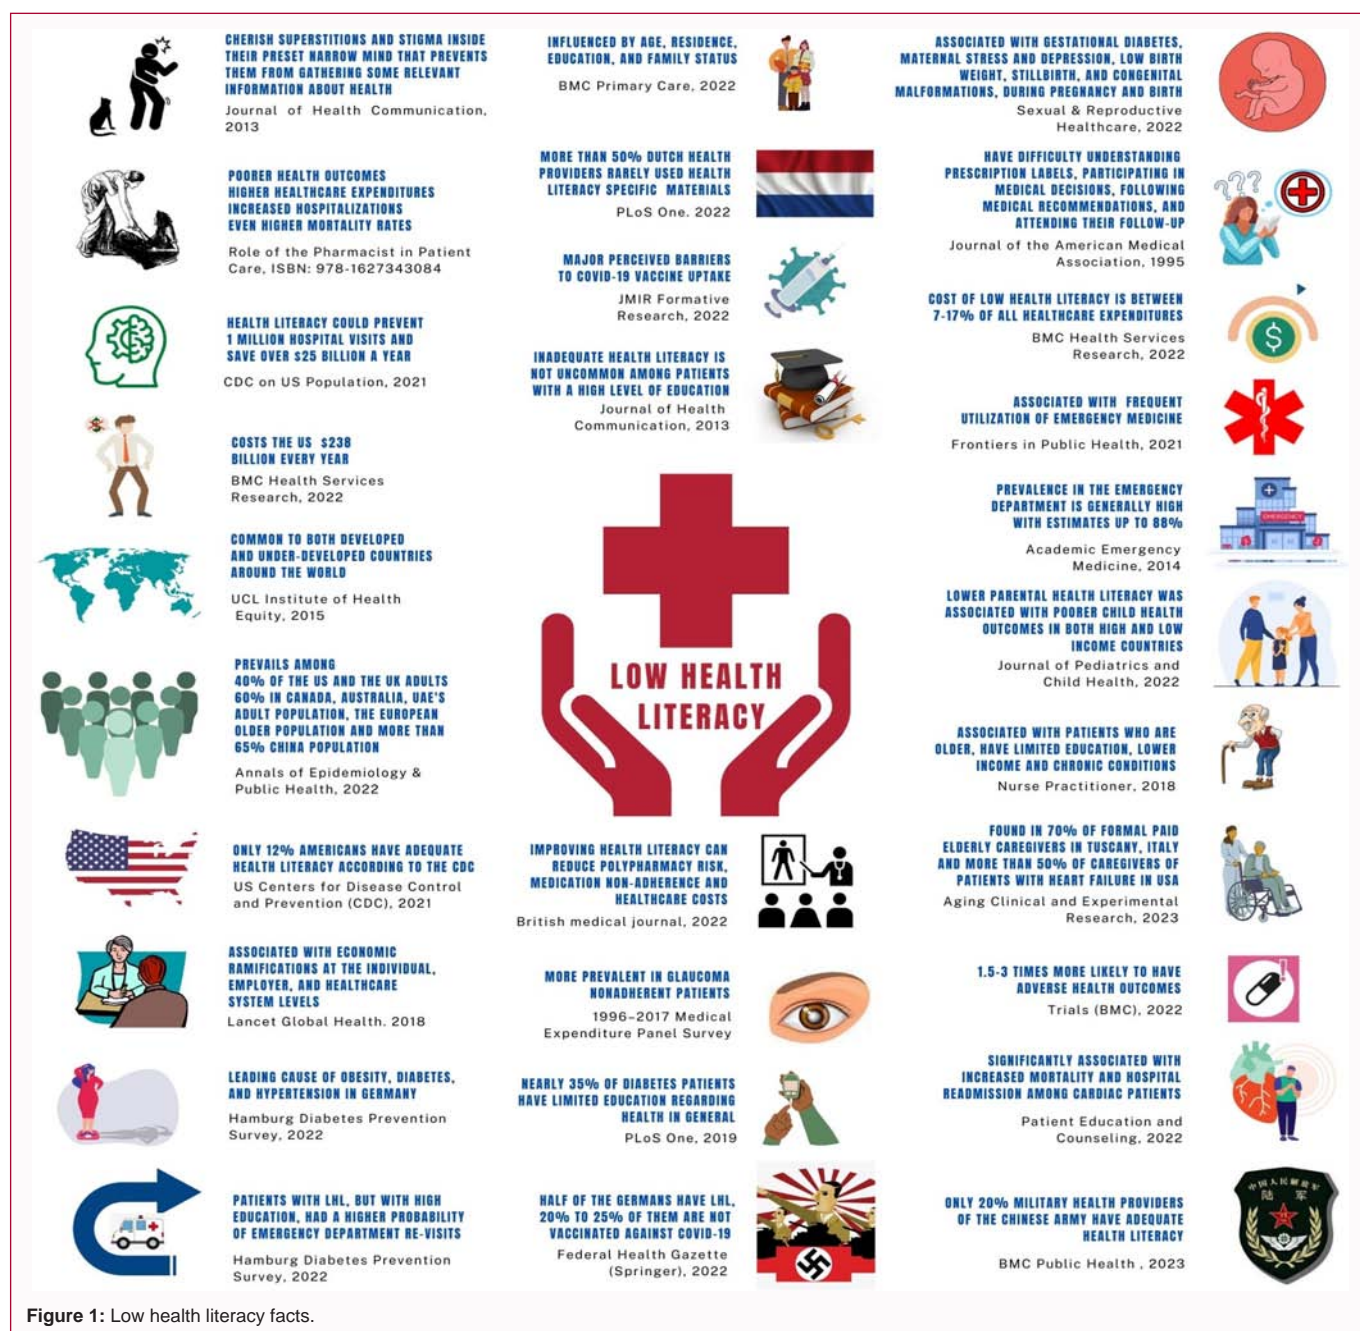 CHERISH SUPERSTITIONS AND STIGMA INSIDE
THEIR PRESET NARROW MIND THAT PREVENTS
THEM FROM GATHERING SOME RELEVANT
INFORMATION ABOUT HEALTH
Journal of Health Communication,
2013
POORER HEALTH OUTCOMES
HIGHER HEALTHCARE EXPENDITURES
INCREASED HOSPITALIZATIONS
EVEN HIGHER MORTALITY RATES
Role of the Pharmacist in Patient
Care, ISBN: 978-1627343084
HEALTH LITERACY COULD PREVENT
1 MILLION HOSPITAL VISITS AND
SAVE OVER $25 BILLION A YEAR
CDC on US Population, 2021
$
COSTS THE US $238
BILLION EVERY YEAR
BMC Health Services
Research, 2022
COMMON TO BOTH DEVELOPED
AND UNDER-DEVELOPED COUNTRIES
AROUND THE WORLD
UCL Institute of Health
Equity, 2015
PREVAILS AMONG
40% OF THE US AND THE UK ADULTS
60% IN CANADA, AUSTRALIA, UAE'S
ADULT POPULATION, THE EUROPEAN
OLDER POPULATION AND MORE THAN
65% CHINA POPULATION
Annals of Epidemiology &
Public Health, 2022
ONLY 12% AMERICANS HAVE ADEQUATE
HEALTH LITERACY ACCORDING TO THE CDC
US Centers for Disease Control
and Prevention (CDC), 2021
ASSOCIATED WITH ECONOMIC
RAMIFICATIONS AT THE INDIVIDUAL,
EMPLOYER, AND HEALTHCARE
SYSTEM LEVELS
Lancet Global Health. 2018
LEADING CAUSE OF OBESITY, DIABETES,
AND HYPERTENSION IN GERMANY
Hamburg Diabetes Prevention
Survey, 2022
PATIENTS WITH LHL, BUT WITH HIGH
EDUCATION, HAD A HIGHER PROBABILITY
OF EMERGENCY DEPARTMENT RE-VISITS
Hamburg Diabetes Prevention
Survey, 2022
INFLUENCED BY AGE, RESIDENCE,
EDUCATION, AND FAMILY STATUS
BMC Primary Care, 2022
MORE THAN 50% DUTCH HEALTH
PROVIDERS RARELY USED HEALTH
LITERACY SPECIFIC MATERIALS
PLoS One. 2022
MAJOR PERCEIVED BARRIERS
TO COVID-19 VACCINE UPTAKE
JMIR Formative
Research, 2022
INADEQUATE HEALTH LITERACY IS
NOT UNCOMMON AMONG PATIENTS
WITH A HIGH LEVEL OF EDUCATION
Journal of Health
Communication, 2013
LOW HEALTH
LITERACY
IMPROVING HEALTH LITERACY CAN
REDUCE POLYPHARMACY RISK,
MEDICATION NON-ADHERENCE AND
HEALTHCARE COSTS
British medical journal, 2022
MORE PREVALENT IN GLAUCOMA
NONADHERENT PATIENTS
1996–2017 Medical
Expenditure Panel Survey
NEARLY 35% OF DIABETES PATIENTS
HAVE LIMITED EDUCATION REGARDING
HEALTH IN GENERAL
PLoS One, 2019
HALF OF THE GERMANS HAVE LHL,
20% TO 25% OF THEM ARE NOT
VACCINATED AGAINST COVID-19
Federal Health Gazette
(Springer), 2022
ASSOCIATED WITH GESTATIONAL DIABETES,
MATERNAL STRESS AND DEPRESSION, LOW BIRTH
WEIGHT, STILLBIRTH, AND CONGENITAL
MALFORMATIONS, DURING PREGNANCY AND BIRTH
Sexual & Reproductive
Healthcare, 2022
HAVE DIFFICULTY UNDERSTANDING
PRESCRIPTION LABELS, PARTICIPATING IN
MEDICAL DECISIONS, FOLLOWING
MEDICAL RECOMMENDATIONS, AND
ATTENDING THEIR FOLLOW-UP
Journal of the American Medical
Association, 1995
???
COST OF LOW HEALTH LITERACY IS BETWEEN
7-17% OF ALL HEALTHCARE EXPENDITURES
BMC Health Services
Research, 2022
$
ASSOCIATED WITH FREQUENT
UTILIZATION OF EMERGENCY MEDICINE
Frontiers in Public Health, 2021
PREVALENCE IN THE EMERGENCY
DEPARTMENT IS GENERALLY HIGH
WITH ESTIMATES UP TO 88%
Academic Emergency
Medicine, 2014
EMERGENCY
LOWER PARENTAL HEALTH LITERACY WAS
ASSOCIATED WITH POORER CHILD HEALTH
OUTCOMES IN BOTH HIGH AND LOW
INCOME COUNTRIES
Journal of Pediatrics and
Child Health, 2022
ASSOCIATED WITH PATIENTS WHO ARE
OLDER, HAVE LIMITED EDUCATION, LOWER
INCOME AND CHRONIC CONDITIONS
Nurse Practitioner, 2018
FOUND IN 70% OF FORMAL PAID
ELDERLY CAREGIVERS IN TUSCANY, ITALY
AND MORE THAN 50% OF CAREGIVERS OF
PATIENTS WITH HEART FAILURE IN USA
Aging Clinical and Experimental
Research, 2023
1.5-3 TIMES MORE LIKELY TO HAVE
ADVERSE HEALTH OUTCOMES
Trials (BMC), 2022
!
SIGNIFICANTLY ASSOCIATED WITH
INCREASED MORTALITY AND HOSPITAL
READMISSION AMONG CARDIAC PATIENTS
Patient Education and
Counseling, 2022
ONLY 20% MILITARY HEALTH PROVIDERS
OF THE CHINESE ARMY HAVE ADEQUATE
HEALTH LITERACY
BMC Public Health , 2023
中国人民解放军
陆 军
Figure 1: Low health literacy facts.